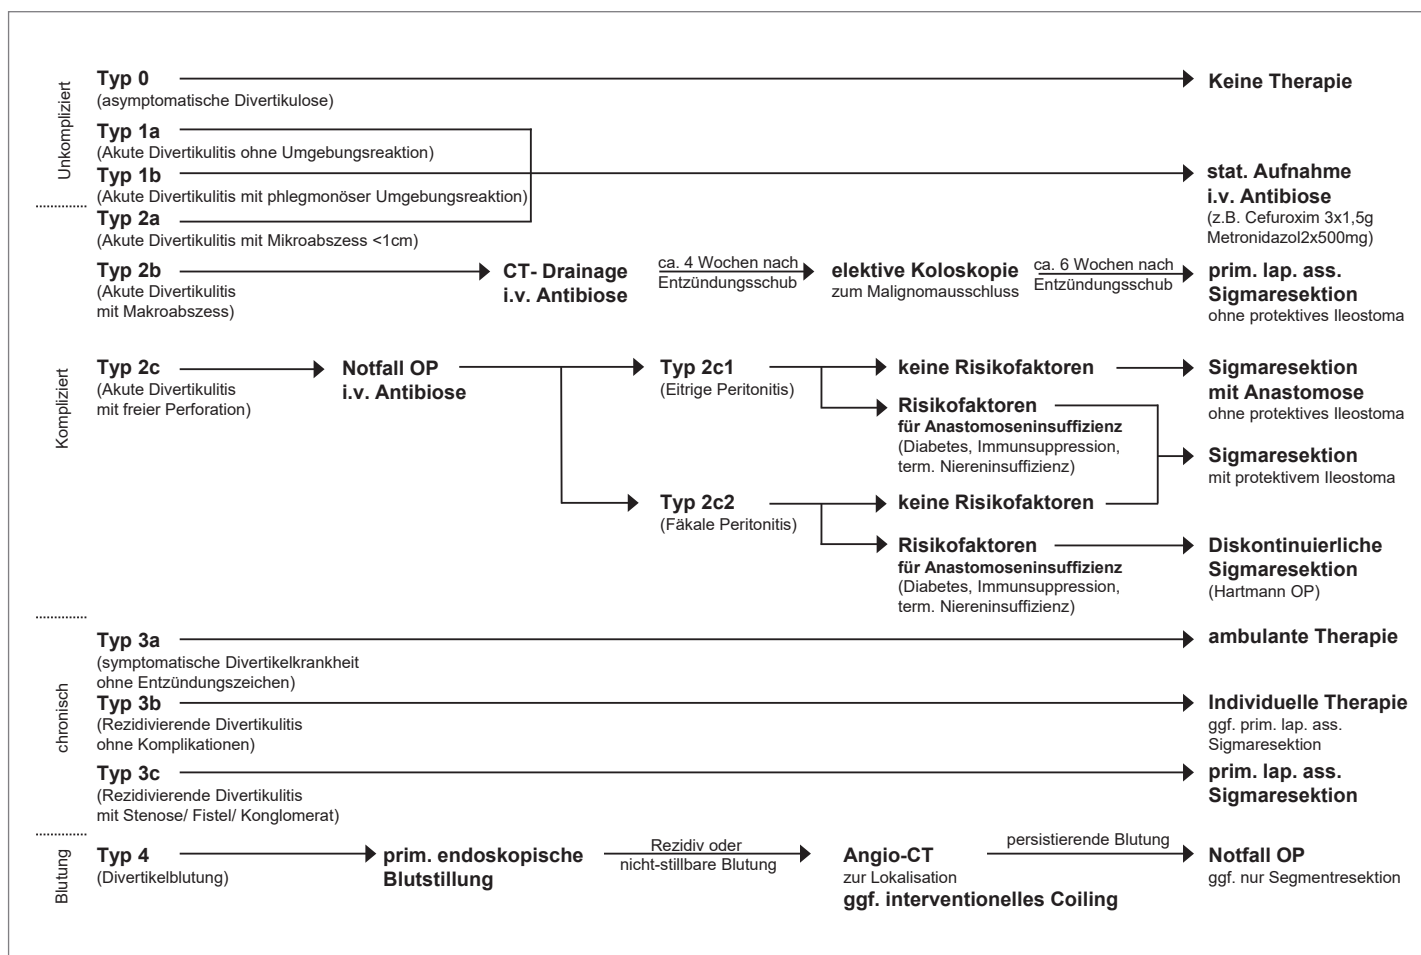 Unkompliziert
Typ 0
(asymptomatische Divertikulose)
Keine Therapie
Typ 1a
(Akute Divertikulitis ohne Umgebungsreaktion)
Typ 1b
(Akute Divertikulitis mit phlegmonöser Umgebungsreaktion)
stat. Aufnahme
i.v. Antibiose
(z.B. Cefuroxim 3x1,5g
Metronidazol2x500mg)
Kompliziert
Typ 2a
(Akute Divertikulitis mit Mikroabszess <1cm)
Typ 2b
(Akute Divertikulitis
mit Makroabszess)
CT- Drainage
i.v. Antibiose
ca. 4 Wochen nach
Entzündungsschub
elektive Koloskopie
zum Malignomausschluss
ca. 6 Wochen nach
Entzündungsschub
prim. lap. ass.
Sigmaresektion
ohne protektives Ileostoma
Typ 2c
(Akute Divertikulitis
mit freier Perforation)
Notfall OP
i.v. Antibiose
Typ 2c1
(Eitrige Peritonitis)
keine Risikofaktoren
Sigmaresektion
mit Anastomose
ohne protektives Ileostoma
Risikofaktoren
für Anastomoseninsuffizienz
(Diabetes, Immunsuppression,
term. Niereninsuffizienz)
Sigmaresektion
mit protektivem Ileostoma
Typ 2c2
(Fäkale Peritonitis)
keine Risikofaktoren
Risikofaktoren
für Anastomoseninsuffizienz
(Diabetes, Immunsuppression,
term. Niereninsuffizienz)
Diskontinuierliche
Sigmaresektion
(Hartmann OP)
chronisch
Typ 3a
(symptomatische Divertikelkrankheit
ohne Entzündungszeichen)
ambulante Therapie
Typ 3b
(Rezidivierende Divertikulitis
ohne Komplikationen)
Individuelle Therapie
ggf. prim. lap. ass.
Sigmaresektion
Typ 3c
(Rezidivierende Divertikulitis
mit Stenose/ Fistel/ Konglomerat)
prim. lap. ass.
Sigmaresektion
Blutung
Typ 4
(Divertikelblutung)
prim. endoskopische
Blutstillung
Rezidiv oder
nicht-stillbare Blutung
Angio-CT
zur Lokalisation
ggf. interventionelles Coiling
persistierende Blutung
Notfall OP
ggf. nur Segmentresektion